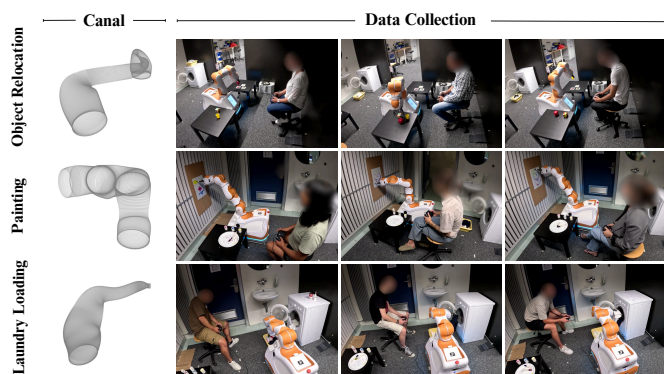 Canal
Data Collection
Object Relocation
Painting
Laundry Loading